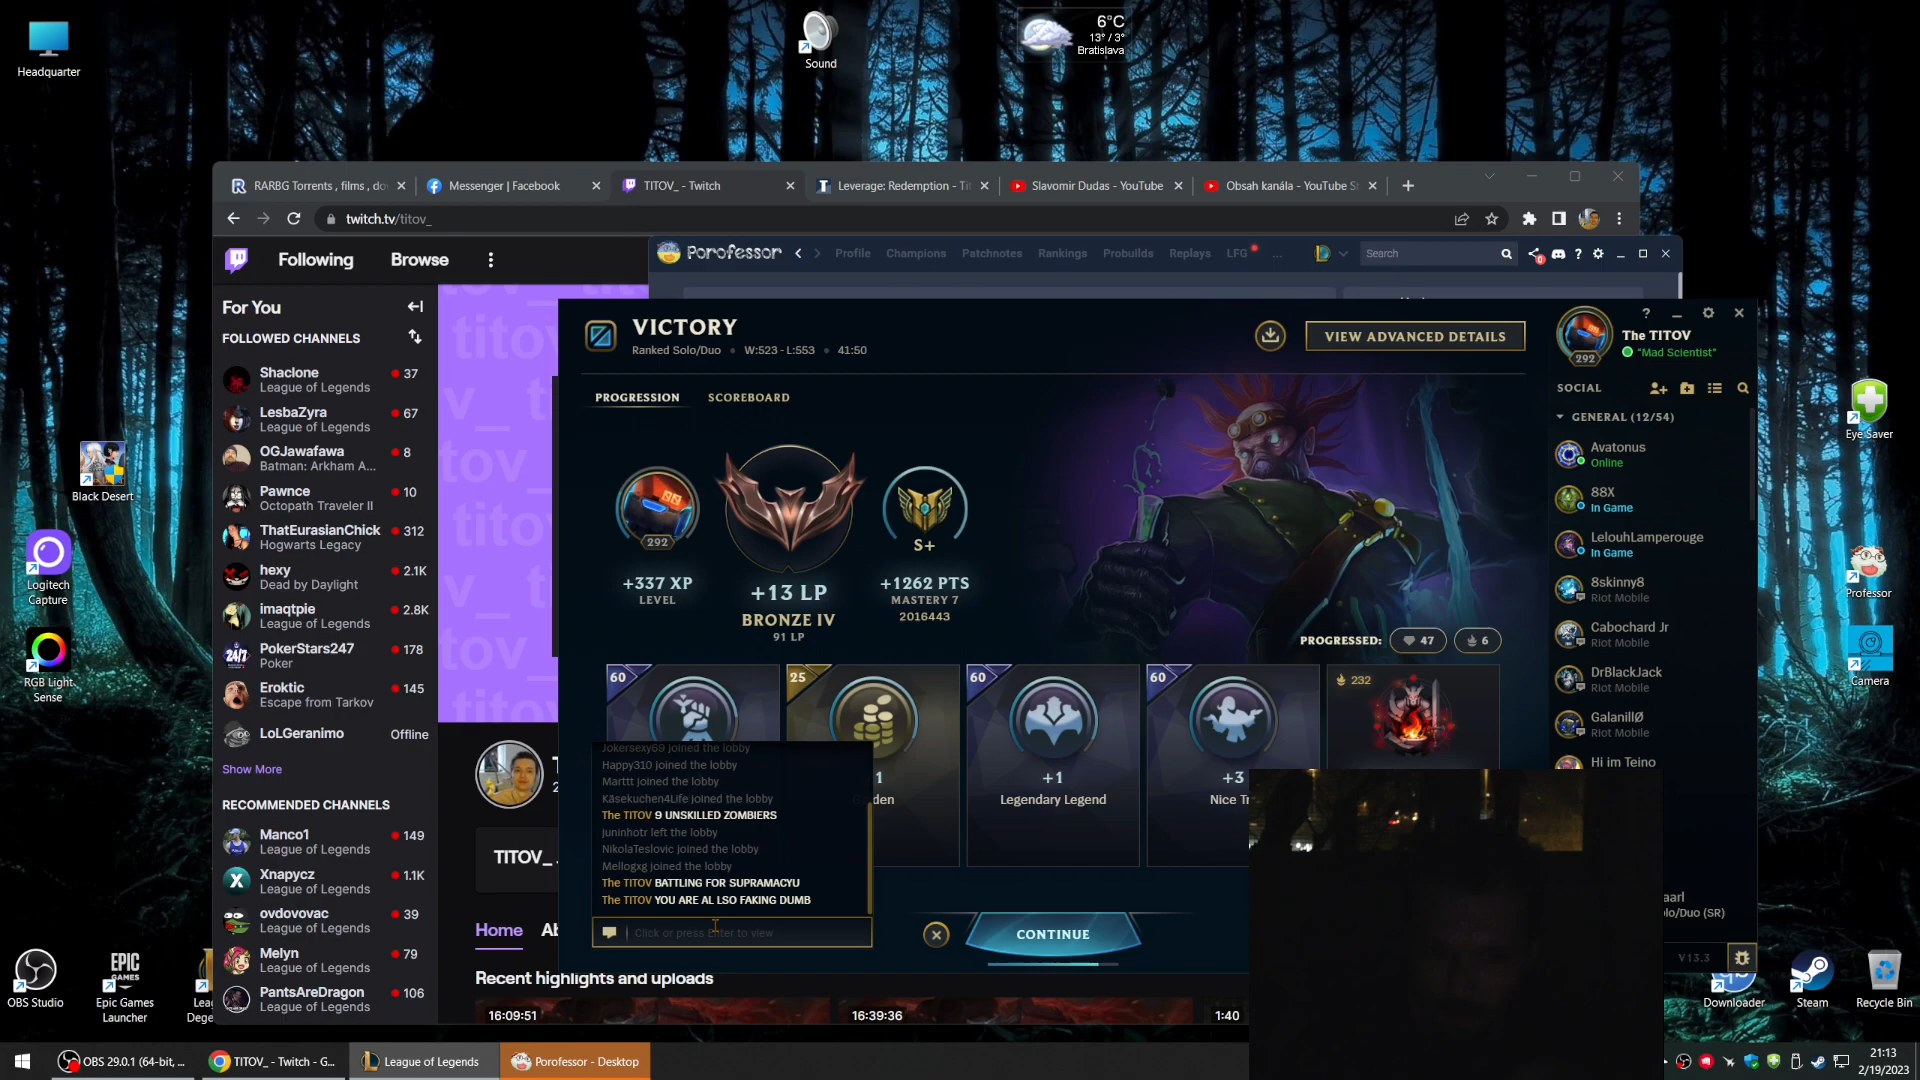 Headquarter
Sound
6°C
13° / 3°
Bratislava
RARBG Torrents , films , do
Messenger | Facebook
TITOV_ - Twitch
Leverage: Redemption - Ti
Slavomir Dudas - YouTube
Obsah kanála - YouTube S
twitch.tv/titov_
Following
Browse
Porofessor
Profile
Champions
Patchnotes
Rankings
Probuilds
Replays
LFG
...
Search
For You
FOLLOWED CHANNELS
Shaclone
37
League of Legends
LesbaZyra
67
League of Legends
OGJawafawa
8
Batman: Arkham A...
Pawnce
10
Octopath Traveler II
ThatEurasianChick
312
Hogwarts Legacy
hexy
2.1K
Dead by Daylight
imaqtpie
2.8K
League of Legends
PokerStars247
178
Poker
Eroktic
145
Escape from Tarkov
LoLGeranimo
Offline
Show More
RECOMMENDED CHANNELS
Manco1
149
League of Legends
Xnapycz
1.1K
League of Legends
ovdovovac
39
League of Legends
Melyn
79
League of Legends
PantsAreDragon
106
League of Legends
VICTORY
Ranked Solo/Duo
W:523 - L:553
41:50
VIEW ADVANCED DETAILS
PROGRESSION
SCOREBOARD
292
+337 XP
LEVEL
+13 LP
BRONZE IV
91 LP
S+
+1262 PTS
MASTERY 7
2016443
PROGRESSED:
47
6
60
25
60
60
232
+1
Legendary Legend
+3
Nice Tr
Jokersexy69 joined the lobby
Happy310 joined the lobby
Marttt joined the lobby
Käsekuchen4Life joined the lobby
The TITOV 9 UNSKILLED ZOMBIERS
juninhotr left the lobby
NikolaTeslovic joined the lobby
Mellogxg joined the lobby
The TITOV BATTLING FOR SUPRAMACYU
The TITOV YOU ARE AL LSO FAKING DUMB
Click or press Enter to view
CONTINUE
The TITOV
"Mad Scientist"
292
SOCIAL
GENERAL (12/54)
Avatonus
Online
88X
In Game
LelouhLamperouge
In Game
8skinny8
Riot Mobile
Cabochard Jr
Riot Mobile
DrBlackJack
Riot Mobile
GalanillØ
Riot Mobile
Hi im Teino
aarl
lo/Duo (SR)
V13.3
TITOV_
Home
Recent highlights and uploads
16:09:51
16:39:36
1:40
Black Desert
Logitech
Capture
RGB Light
Sense
OBS Studio
Epic Games
Launcher
Eye Saver
Professor
Camera
Downloader
Steam
Recycle Bin
OBS 29.0.1 (64-bit, ...
TITOV_ - Twitch - G...
League of Legends
Porofessor - Desktop
21:13
2/19/2023